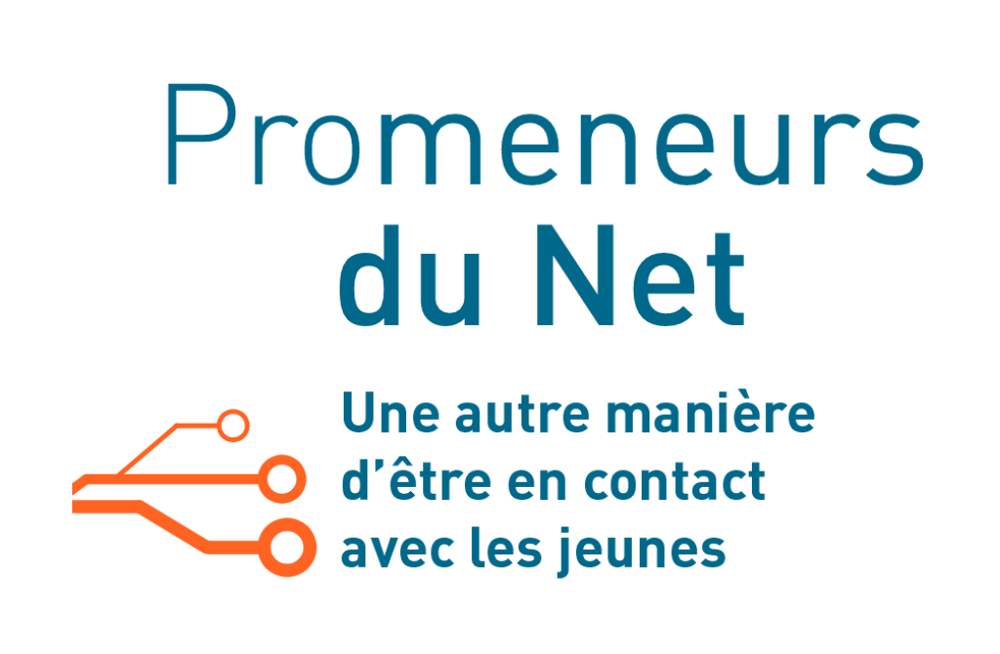 Promeneurs
du Net
Une autre manière
d’être en contact
avec les jeunes